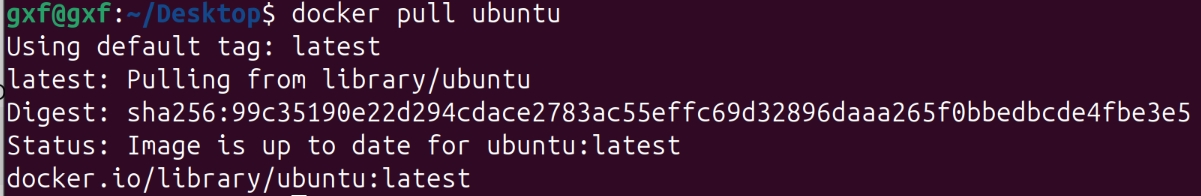 gxf@gxf:~/Desktop$ docker pull ubuntu
Using default tag: latest
latest: Pulling from library/ubuntu
Digest: sha256:99c35190e22d294cdace2783ac55effc69d32896daaa265f0bbedbcde4fbe3e5
Status: Image is up to date for ubuntu:latest
docker.io/library/ubuntu:latest